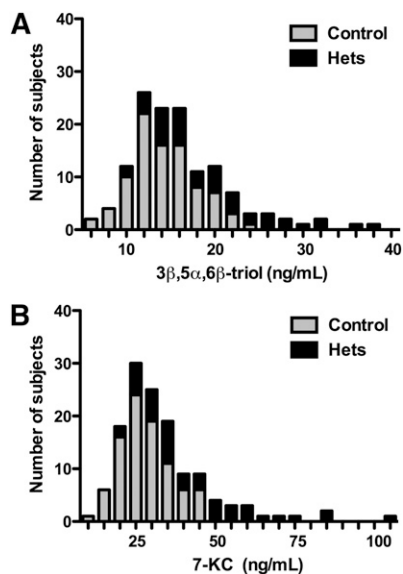 A
Number of subjects
40
30
20
10
0
Control
Hets
10
20
30
40
3β,5α,6β-triol (ng/mL)
B
Number of subjects
40
30
20
10
0
Control
Hets
25
50
75
100
7-KC (ng/mL)